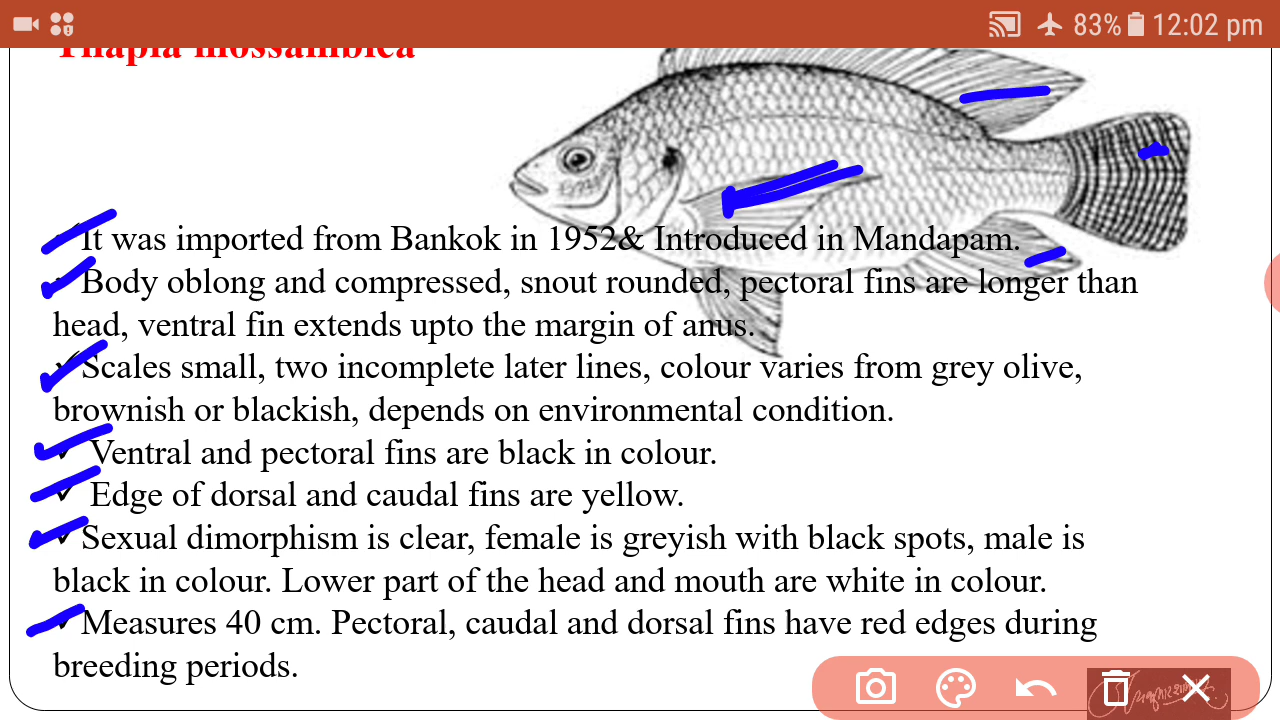 83% 12:02 pm
Tilapia mossambica
It was imported from Bankok in 1952& Introduced in Mandapam.
Body oblong and compressed, snout rounded, pectoral fins are longer than
head, ventral fin extends upto the margin of anus.
Scales small, two incomplete later lines, colour varies from grey olive,
brownish or blackish, depends on environmental condition.
Ventral and pectoral fins are black in colour.
Edge of dorsal and caudal fins are yellow.
Sexual dimorphism is clear, female is greyish with black spots, male is
black in colour. Lower part of the head and mouth are white in colour.
Measures 40 cm. Pectoral, caudal and dorsal fins have red edges during
breeding periods.